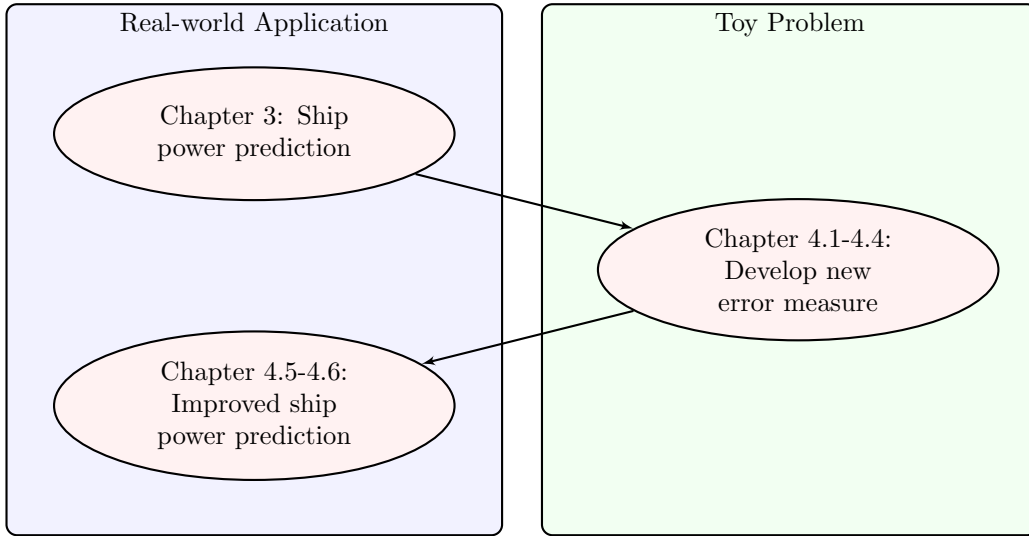 Real-world Application
Toy Problem
Chapter 3: Ship
power prediction
Chapter 4.1-4.4:
Develop new
error measure
Chapter 4.5-4.6:
Improved ship
power prediction